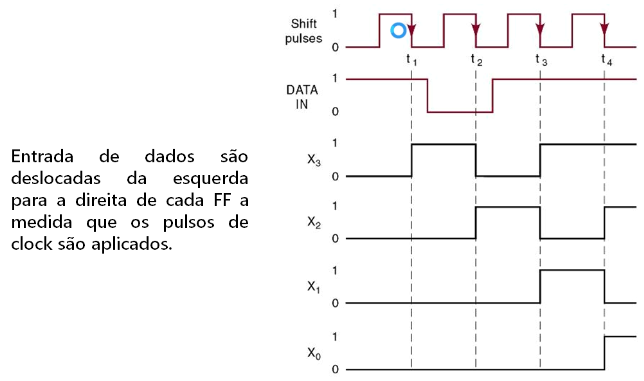 Entrada de dados são
deslocadas da esquerda
para a direita de cada FF a
medida que os pulsos de
clock são aplicados.
Shift
pulses
1
0
t1 t2 t3 t4
DATA
IN
1
0
X3
1
0
X2
1
0
X1
1
0
X0
1
0